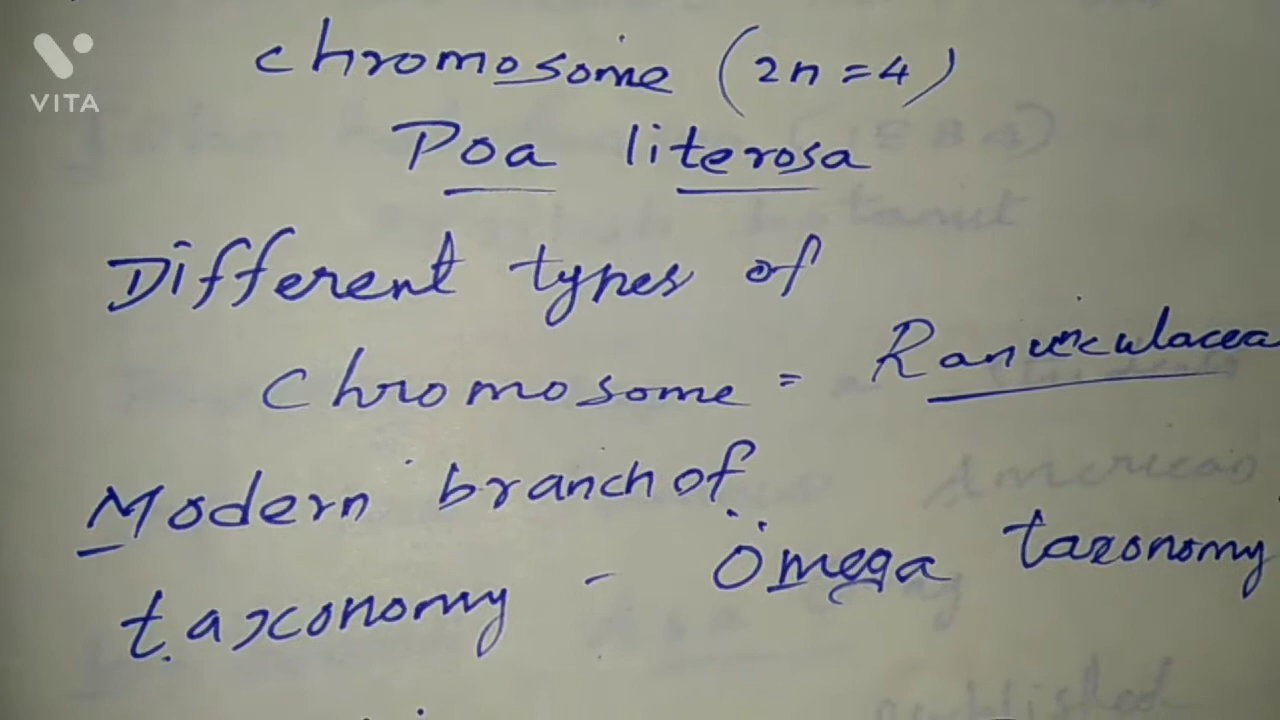 VITA
chromosome (2n=4)
Poa literosa
Different types of
Chromosome = Ranunculacea
Modern branch of
taxonomy - Omega taxonomy